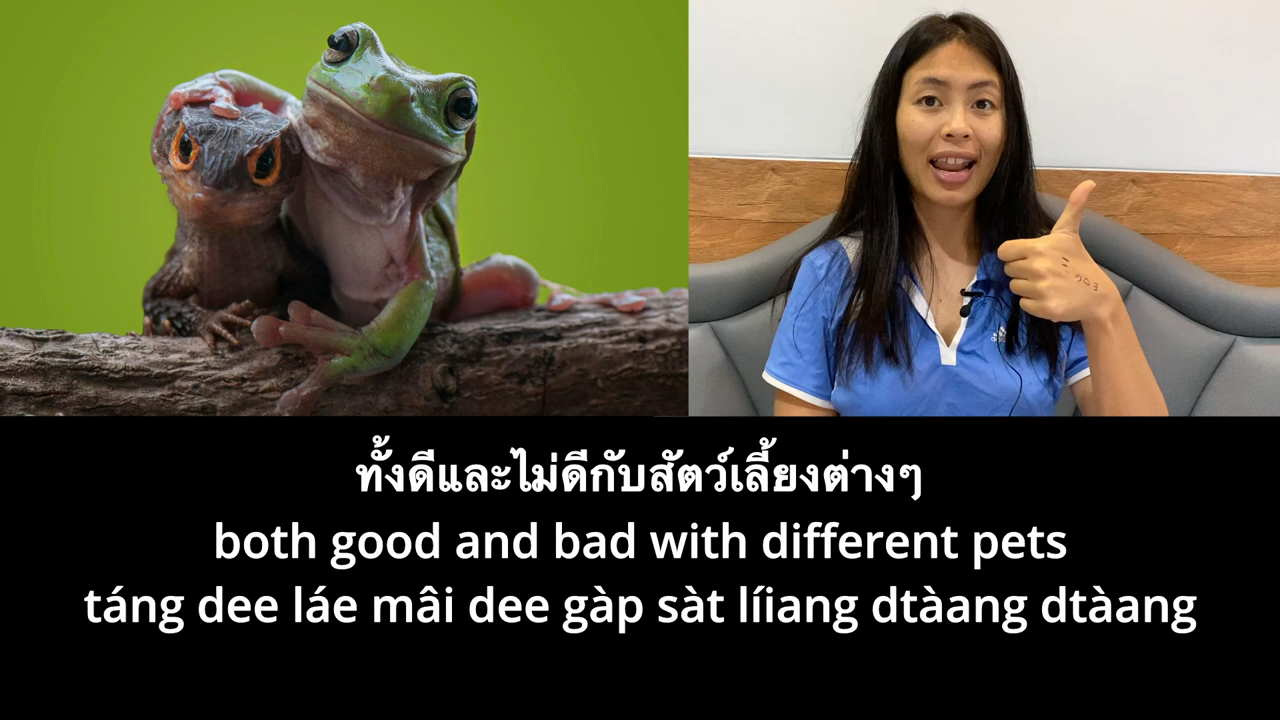 ทั้งดีและไม่ดีกับสัตว์เลี้ยงต่างๆ
both good and bad with different pets
táng dee láe mâi dee gàp sàt líiang dtàang dtàang